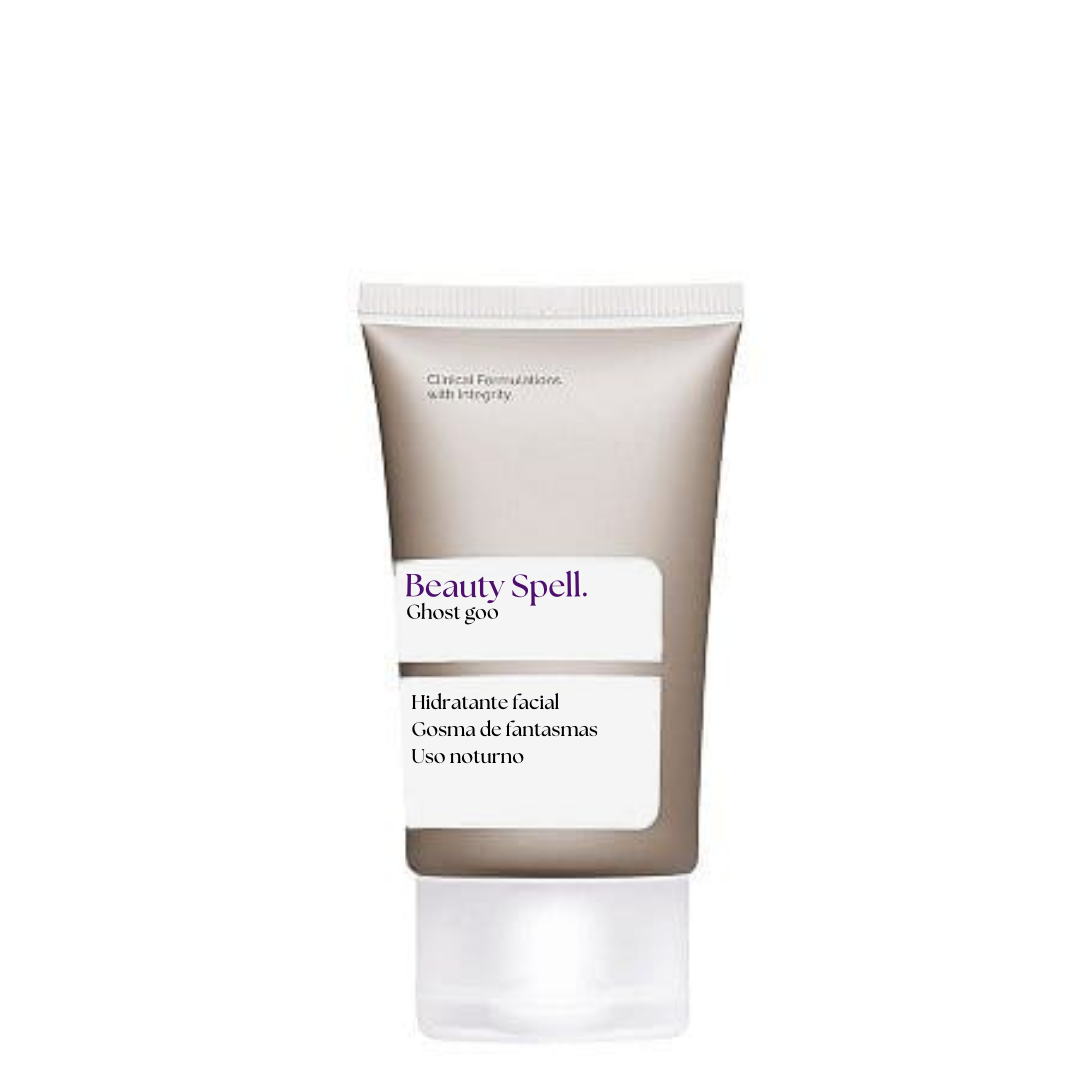 Clinical Formulations
with Integrity.
Beauty Spell.
Ghost goo
Hidratante facial
Gosma de fantasmas
Uso noturno